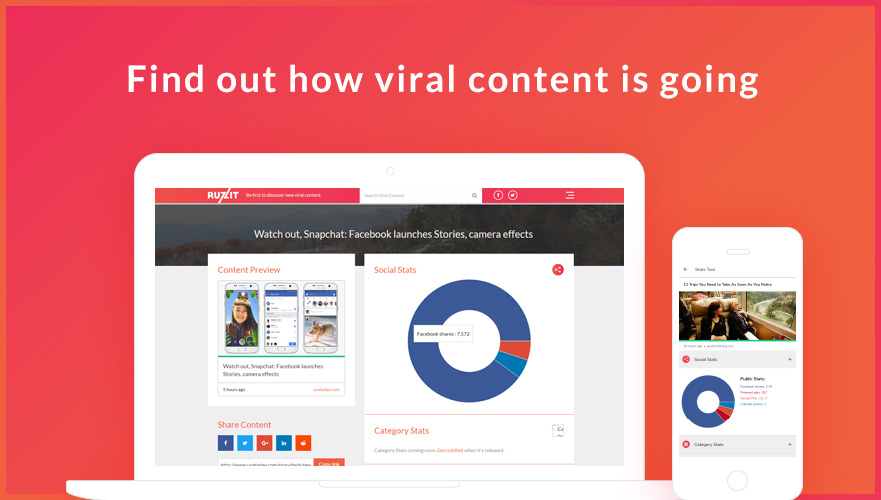 Find out how viral content is going
RUZZIT
Be first to discover new viral content
Search Viral Content
Watch out, Snapchat: Facebook launches Stories, camera effects
Content Preview
Watch out, Snapchat: Facebook launches
Stories, camera effects
5 hours ago
usatoday.com
Share Content
Copy link
Social Stats
Facebook shares : 7,572
Category Stats
Category Stats coming soon. Get notified when it's released.
Stats Tool
11 Trips You Need to Take As Soon As You Retire
Social Stats
Public Stats:
Category Stats